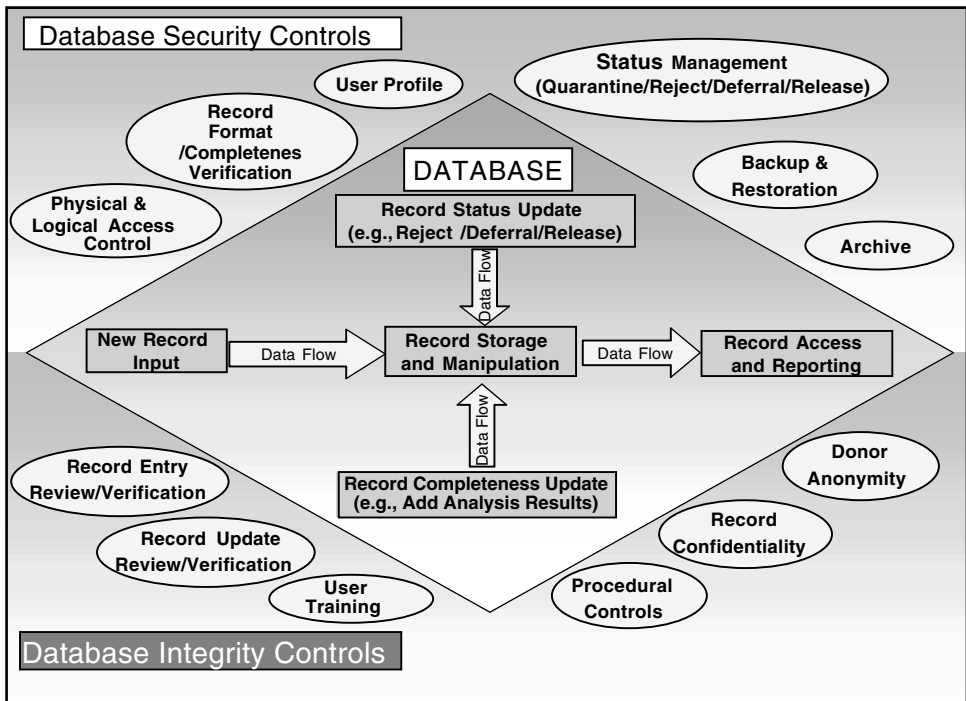 Database Security Controls
User Profile
Status Management
(Quarantine/Reject/Deferral/Release)
Record
Format
/Completenes
Verification
Backup &
Restoration
Physical &
Logical Access
Control
Archive
DATABASE
Record Status Update
(e.g., Reject /Deferral/Release)
Data Flow
New Record
Input
Data Flow
Record Storage
and Manipulation
Data Flow
Record Access
and Reporting
Data Flow
Record Completeness Update
(e.g., Add Analysis Results)
Record Entry
Review/Verification
Record Update
Review/Verification
User
Training
Donor
Anonymity
Record
Confidentiality
Procedural
Controls
Database Integrity Controls